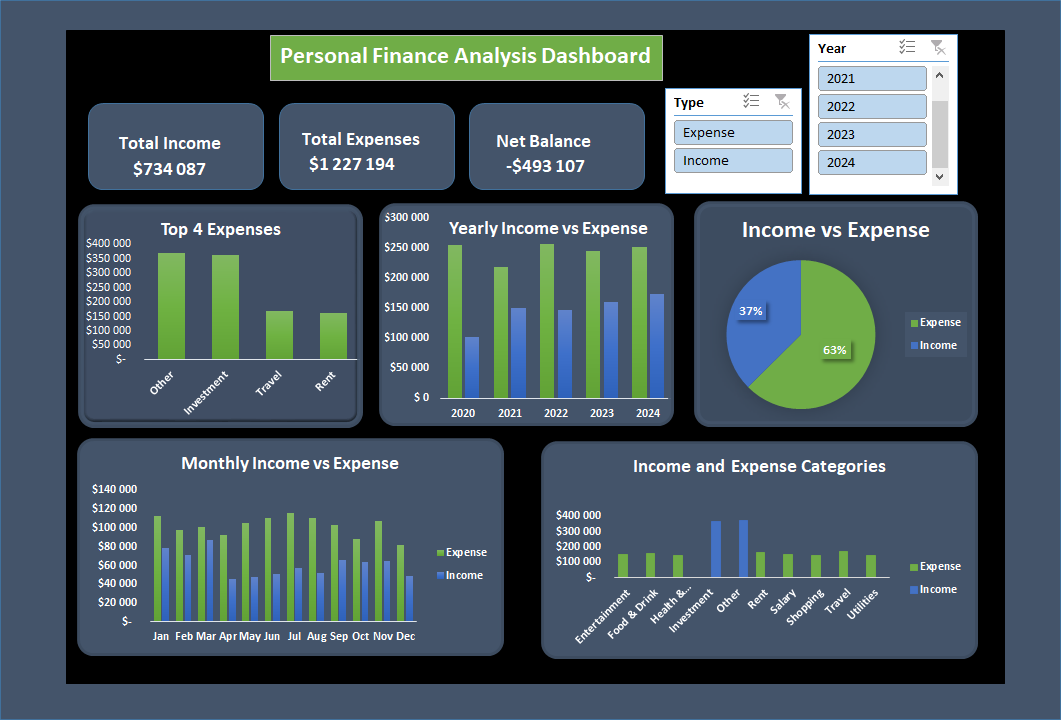 Personal Finance Analysis Dashboard
Year
2021
2022
2023
2024
Type
Expense
Income
Total Income
$734 087
Total Expenses
$1 227 194
Net Balance
-$493 107
Top 4 Expenses
$400 000
$350 000
$300 000
$250 000
$200 000
$150 000
$100 000
$50 000
$-
Other
Investment
Travel
Rent
Yearly Income vs Expense
$300 000
$250 000
$200 000
$150 000
$100 000
$50 000
$ 0
2020 2021 2022 2023 2024
Income vs Expense
37%
63%
Expense
Income
Monthly Income vs Expense
$140 000
$120 000
$100 000
$80 000
$60 000
$40 000
$20 000
$-
Jan Feb Mar Apr May Jun Jul Aug Sep Oct Nov Dec
Expense
Income
Income and Expense Categories
$400 000
$300 000
$200 000
$100 000
$-
Entertainment
Food & Drink
Health &...
Investment
Other
Rent
Salary
Shopping
Travel
Utilities
Expense
Income